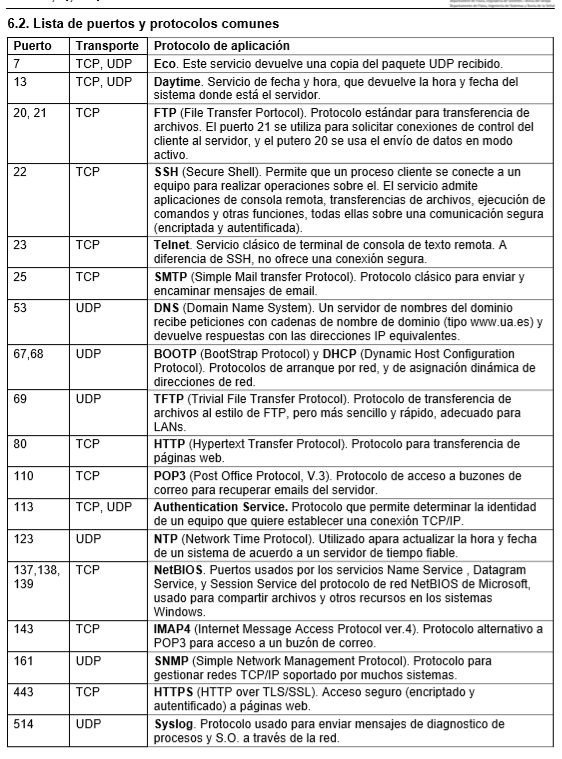 6.2. Lista de puertos y protocolos comunes
Puerto Transporte Protocolo de aplicación
7 TCP, UDP Eco. Este servicio devuelve una copia del paquete UDP recibido.
13 TCP, UDP Daytime. Servicio de fecha y hora, que devuelve la hora y fecha del
sistema donde está el servidor.
20, 21 TCP FTP (File Transfer Portocol). Protocolo estándar para transferencia de
archivos. El puerto 21 se utiliza para solicitar conexiones de control del
cliente al servidor, y el putero 20 se usa el envío de datos en modo
activo.
22 TCP SSH (Secure Shell). Permite que un proceso cliente se conecte a un
equipo para realizar operaciones sobre el. El servicio admite
aplicaciones de consola remota, transferencias de archivos, ejecución de
comandos y otras funciones, todas ellas sobre una comunicación segura
(encriptada y autentificada).
23 TCP Telnet. Servicio clásico de terminal de consola de texto remota. A
diferencia de SSH, no ofrece una conexión segura.
25 TCP SMTP (Simple Mail transfer Protocol). Protocolo clásico para enviar y
encaminar mensajes de email.
53 UDP DNS (Domain Name System). Un servidor de nombres del dominio
recibe peticiones con cadenas de nombre de dominio (tipo www.ua.es) y
devuelve respuestas con las direcciones IP equivalentes.
67,68 UDP BOOTP (BootStrap Protocol) y DHCP (Dynamic Host Configuration
Protocol). Protocolos de arranque por red, y de asignación dinámica de
direcciones de red.
69 UDP TFTP (Trivial File Transfer Protocol). Protocolo de transferencia de
archivos al estilo de FTP, pero más sencillo y rápido, adecuado para
LANs.
80 TCP HTTP (Hypertext Transfer Protocol). Protocolo para transferencia de
páginas web.
110 TCP POP3 (Post Office Protocol, V.3). Protocolo de acceso a buzones de
correo para recuperar emails del servidor.
113 TCP, UDP Authentication Service. Protocolo que permite determinar la identidad
de un equipo que quiere establecer una conexión TCP/IP.
123 UDP NTP (Network Time Protocol). Utilizado apara actualizar la hora y fecha
de un sistema de acuerdo a un servidor de tiempo fiable.
137,138, TCP NetBIOS. Puertos usados por los servicios Name Service , Datagram
139 Service, y Session Service del protocolo de red NetBIOS de Microsoft,
usado para compartir archivos y otros recursos en los sistemas
Windows.
143 TCP IMAP4 (Internet Message Access Protocol ver.4). Protocolo alternativo a
POP3 para acceso a un buzón de correo.
161 UDP SNMP (Simple Network Management Protocol). Protocolo para
gestionar redes TCP/IP soportado por muchos sistemas.
443 TCP HTTPS (HTTP over TLS/SSL). Acceso seguro (encriptado y
autentificado) a páginas web.
514 UDP Syslog. Protocolo usado para enviar mensajes de diagnostico de
procesos y S.O. a través de la red.